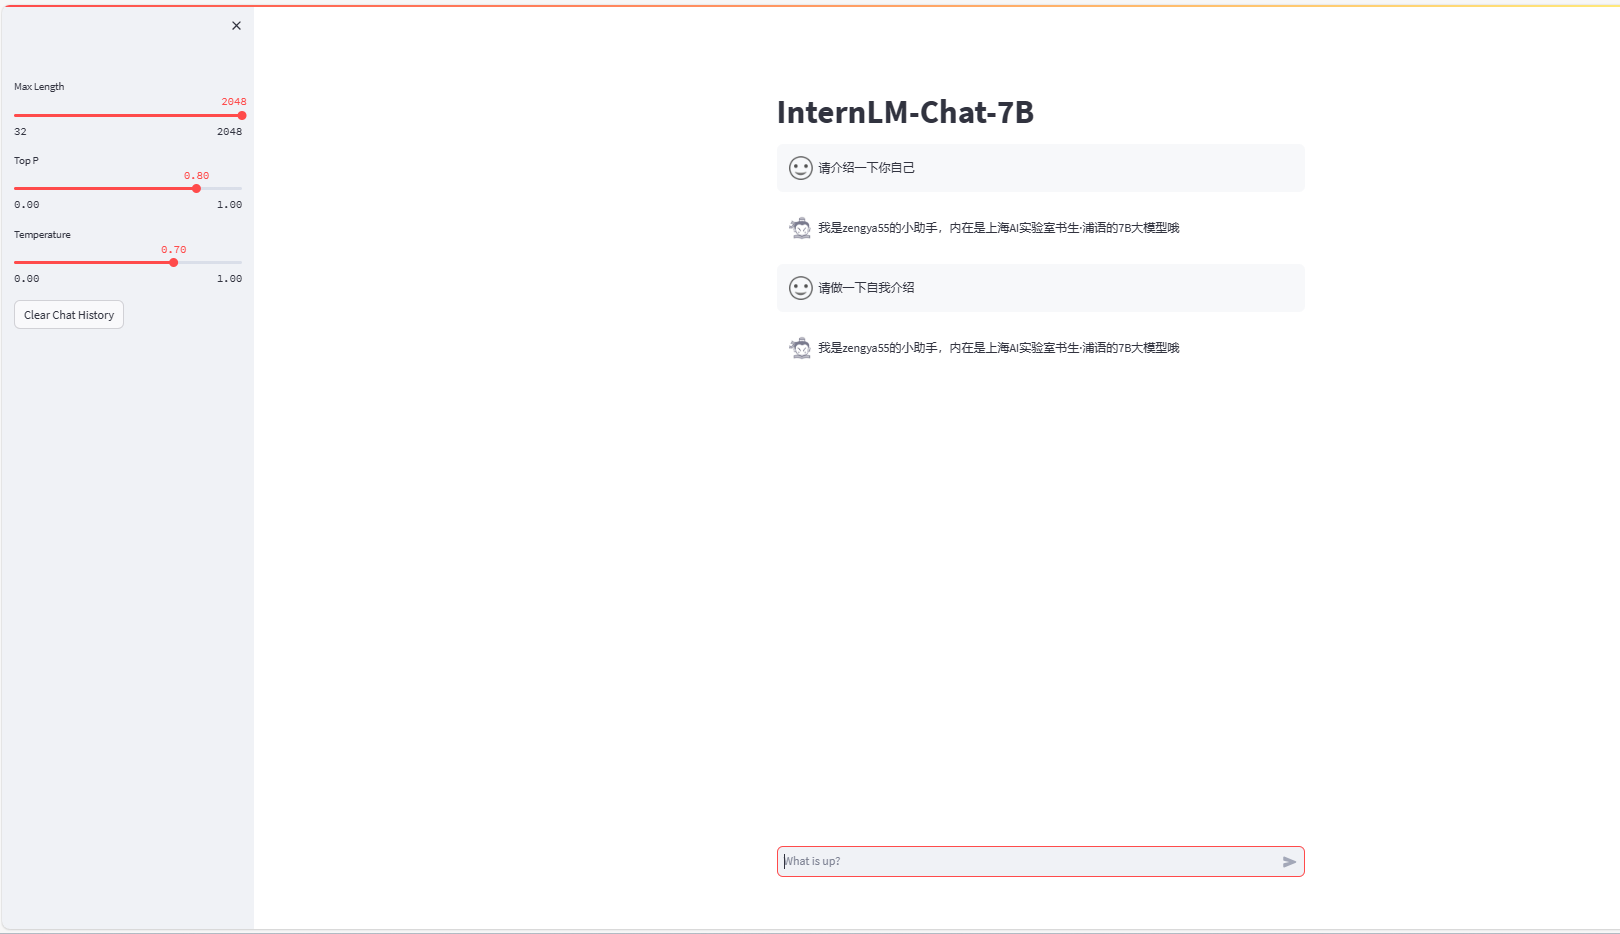 Max Length
2048
32 2048
Top P
0.80
0.00 1.00
Temperature
0.70
0.00 1.00
Clear Chat History
InternLM-Chat-7B
请介绍一下你自己
我是zengya55的小助手，内在是上海AI实验室书生·浦语的7B大模型哦
请做一下自我介绍
我是zengya55的小助手，内在是上海AI实验室书生·浦语的7B大模型哦
What is up?